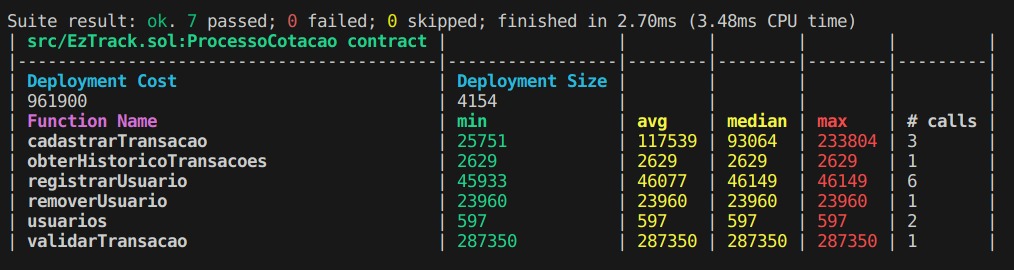 Suite result: ok. 7 passed; 0 failed; 0 skipped; finished in 2.70ms (3.48ms CPU time)
| src/EzTrack.sol:ProcessoCotacao contract |                 |        |        |        |         |
|------------------------------------------|-----------------|--------|--------|--------|---------|
| Deployment Cost                          | Deployment Size |        |        |        |         |
| 961900                                   | 4154            |        |        |        |         |
| Function Name                            | min             | avg    | median | max    | # calls |
| cadastrarTransacao                       | 25751           | 117539 | 93064  | 233804 | 3       |
| obterHistoricoTransacoes                 | 2629            | 2629   | 2629   | 2629   | 1       |
| registrarUsuario                         | 45933           | 46077  | 46149  | 46149  | 6       |
| removerUsuario                           | 23960           | 23960  | 23960  | 23960  | 1       |
| usuarios                                 | 597             | 597    | 597    | 597    | 2       |
| validarTransacao                         | 287350          | 287350 | 287350 | 287350 | 1       |